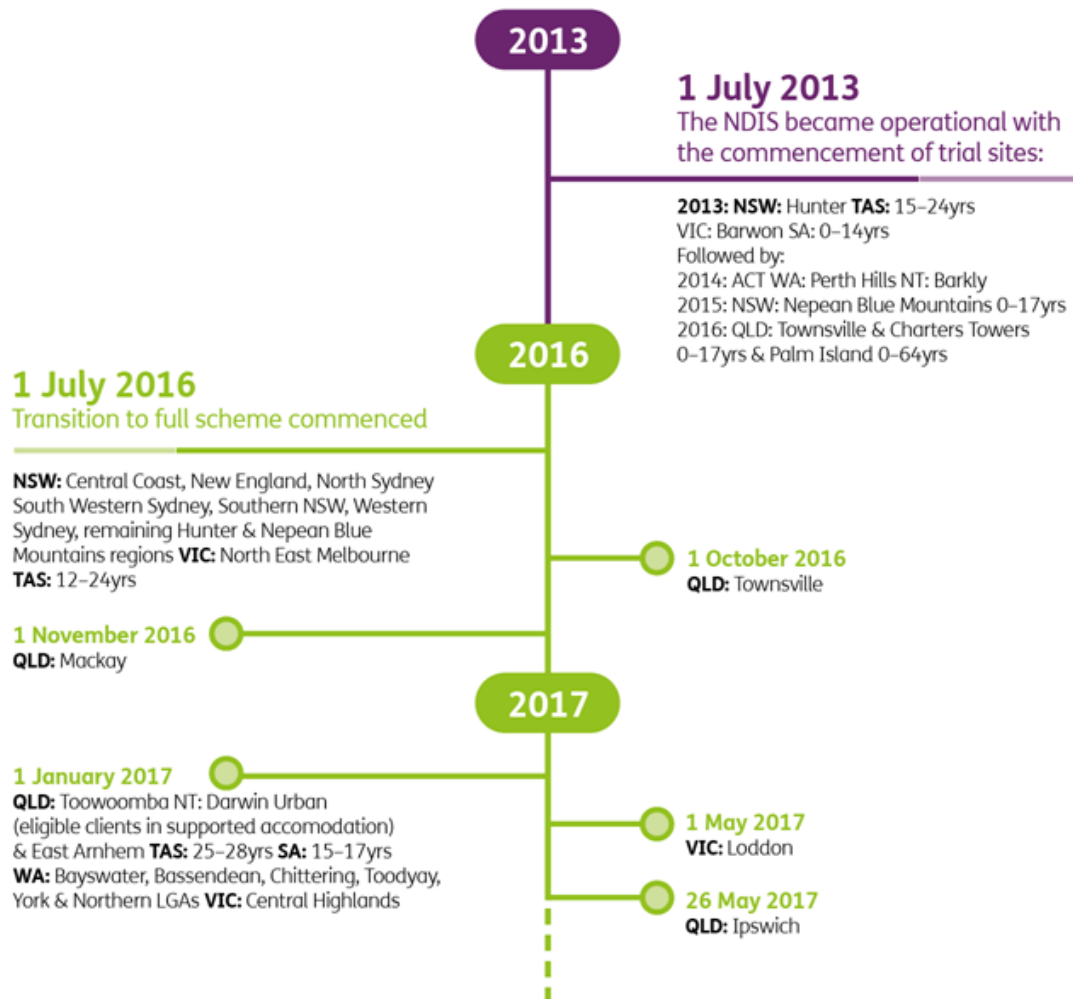 2013
1 July 2013
The NDIS became operational with
the commencement of trial sites:
2013: NSW: Hunter TAS: 15–24yrs
VIC: Barwon SA: 0–14yrs
Followed by:
2014: ACT WA: Perth Hills NT: Barkly
2015: NSW: Nepean Blue Mountains 0–17yrs
2016: QLD: Townsville & Charters Towers
0–17yrs & Palm Island 0–64yrs
2016
1 July 2016
Transition to full scheme commenced
NSW: Central Coast, New England, North Sydney
South Western Sydney, Southern NSW, Western
Sydney, remaining Hunter & Nepean Blue
Mountains regions VIC: North East Melbourne
TAS: 12–24yrs
1 October 2016
QLD: Townsville
1 November 2016
QLD: Mackay
2017
1 January 2017
QLD: Toowoomba NT: Darwin Urban
(eligible clients in supported accomodation)
& East Arnhem TAS: 25–28yrs SA: 15–17yrs
WA: Bayswater, Bassendean, Chittering, Toodyay,
York & Northern LGAs VIC: Central Highlands
1 May 2017
VIC: Loddon
26 May 2017
QLD: Ipswich